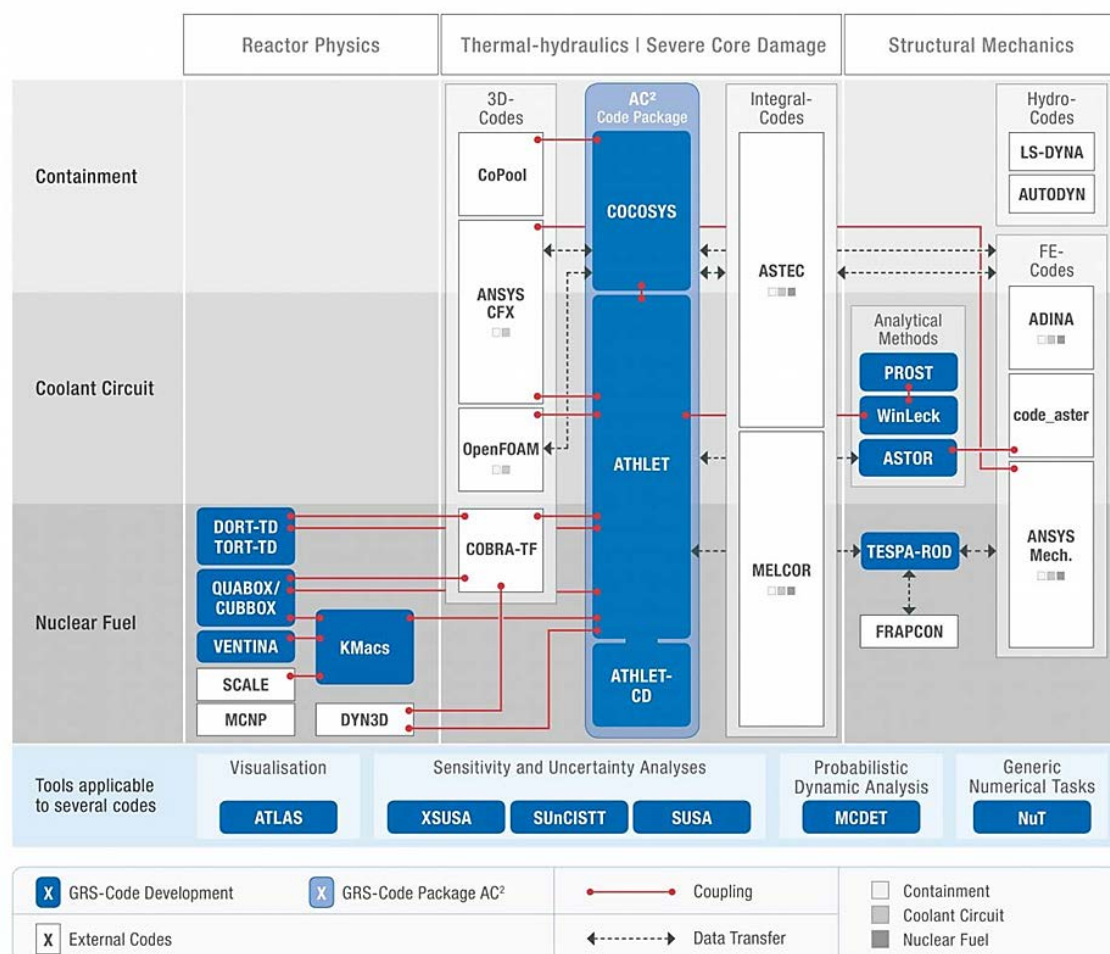 Reactor Physics
Thermal-hydraulics | Severe Core Damage
Structural Mechanics
Containment
Coolant Circuit
Nuclear Fuel
3D-
Codes
CoPool
ANSYS
CFX
OpenFOAM
COBRA-TF
AC²
Code Package
COCOSYS
ATHLET
ATHLET-
CD
Integral-
Codes
ASTEC
MELCOR
Hydro-
Codes
LS-DYNA
AUTODYN
FE-
Codes
ADINA
code_aster
ANSYS
Mech.
Analytical
Methods
PROST
WinLeck
ASTOR
TESPA-ROD
FRAPCON
DORT-TD
TORT-TD
QUABOX/
CUBBOX
VENTINA
SCALE
MCNP
KMacs
DYN3D
Tools applicable
to several codes
Visualisation
ATLAS
Sensitivity and Uncertainty Analyses
XSUSA
SUnCISTT
SUSA
Probabilistic
Dynamic Analysis
MCDET
Generic
Numerical Tasks
NuT
X GRS-Code Development
X GRS-Code Package AC²
X External Codes
Coupling
Data Transfer
Containment
Coolant Circuit
Nuclear Fuel